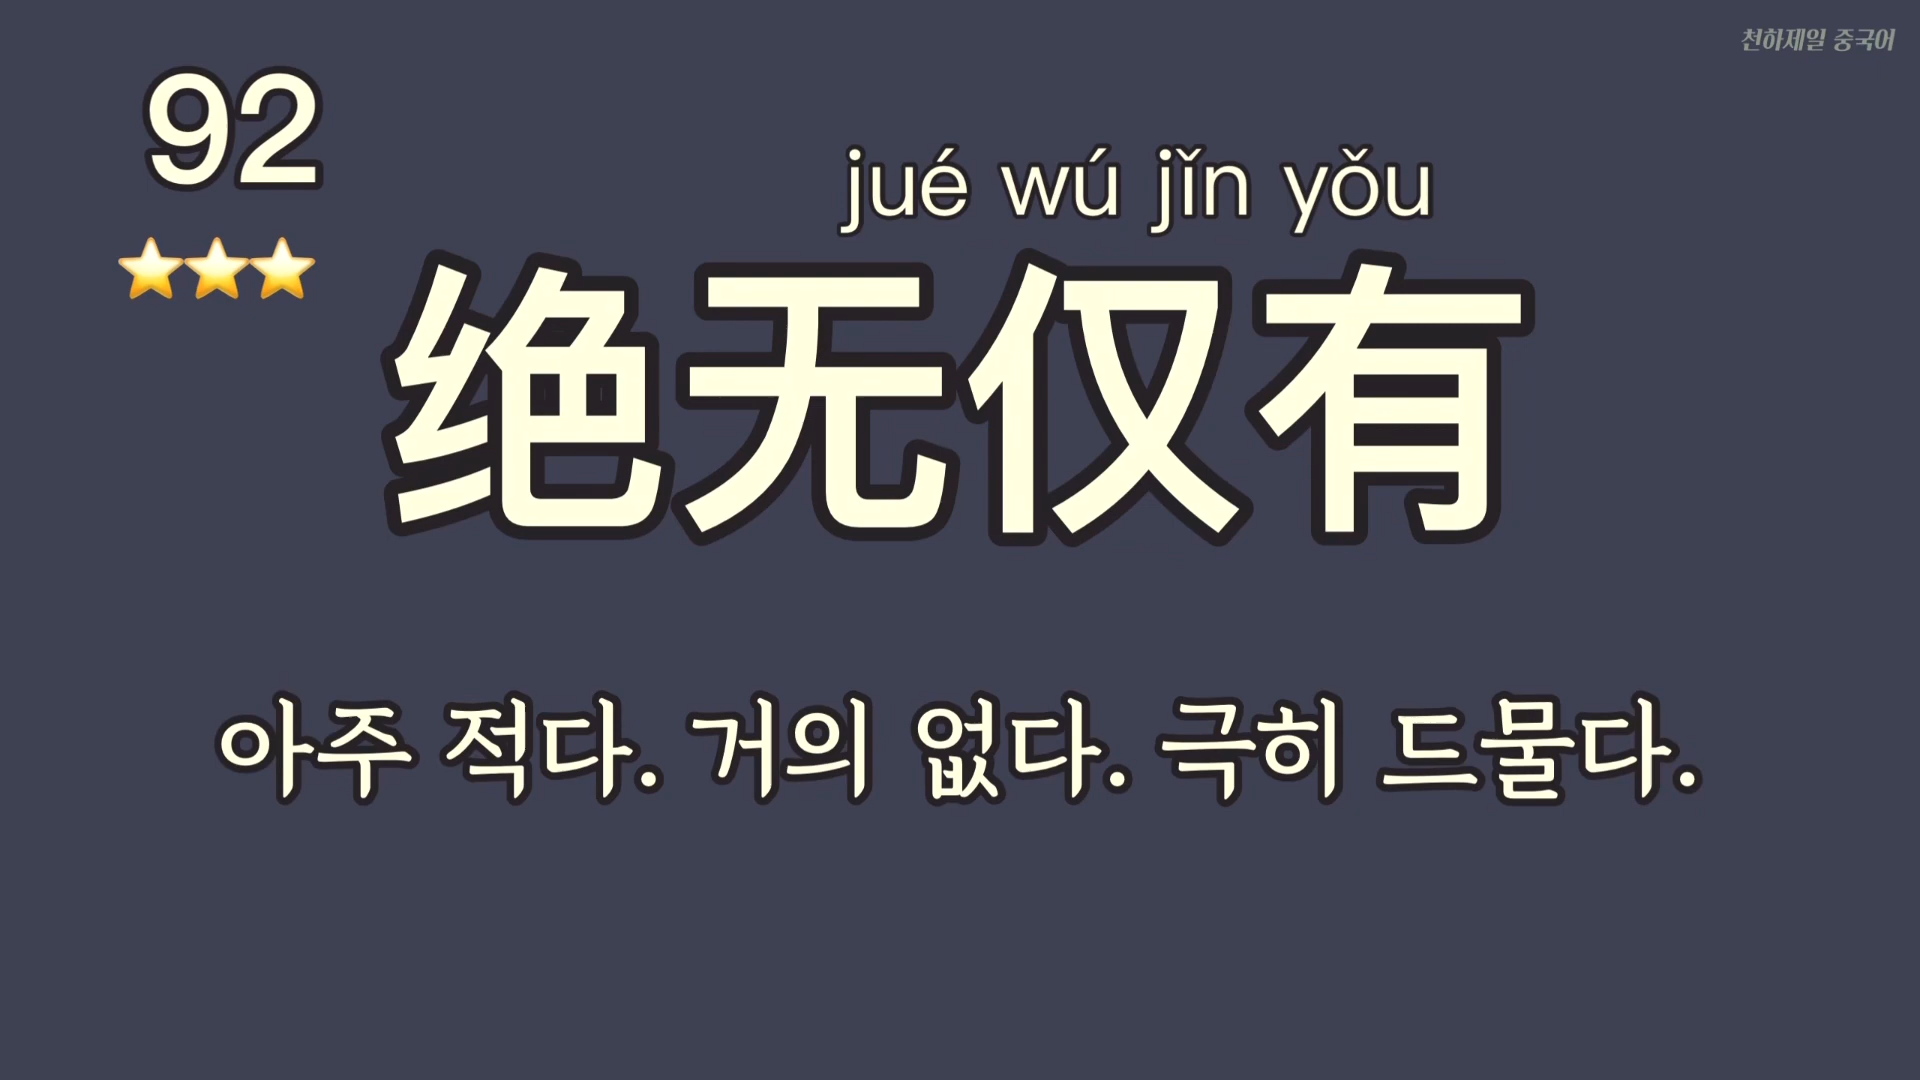 천하제일 중국어
92
⭐⭐⭐
jué wú jǐn yǒu
绝无仅有
아주 적다. 거의 없다. 극히 드물다.